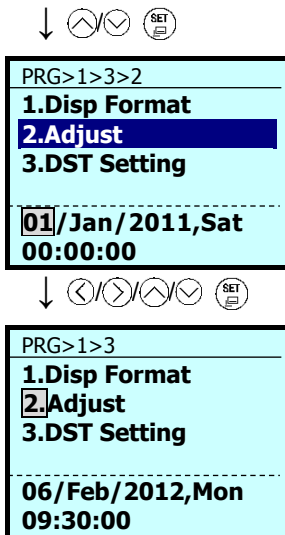 ↓ / SET
PRG>1>3>2
1.Disp Format
2.Adjust
3.DST Setting
01/Jan/2011,Sat
00:00:00
↓ / / / SET
PRG>1>3
1.Disp Format
2.Adjust
3.DST Setting
06/Feb/2012,Mon
09:30:00